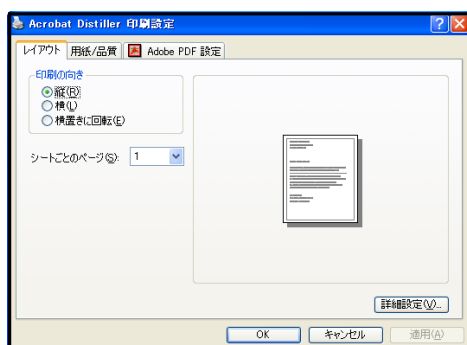 Acrobat Distiller 印刷設定
レイアウト 用紙/品質 Adobe PDF 設定
印刷の向き
縦(R)
横(L)
横置きに回転(E)
シートごとのページ(S): 1
詳細設定(V)...
OK キャンセル 適用(A)